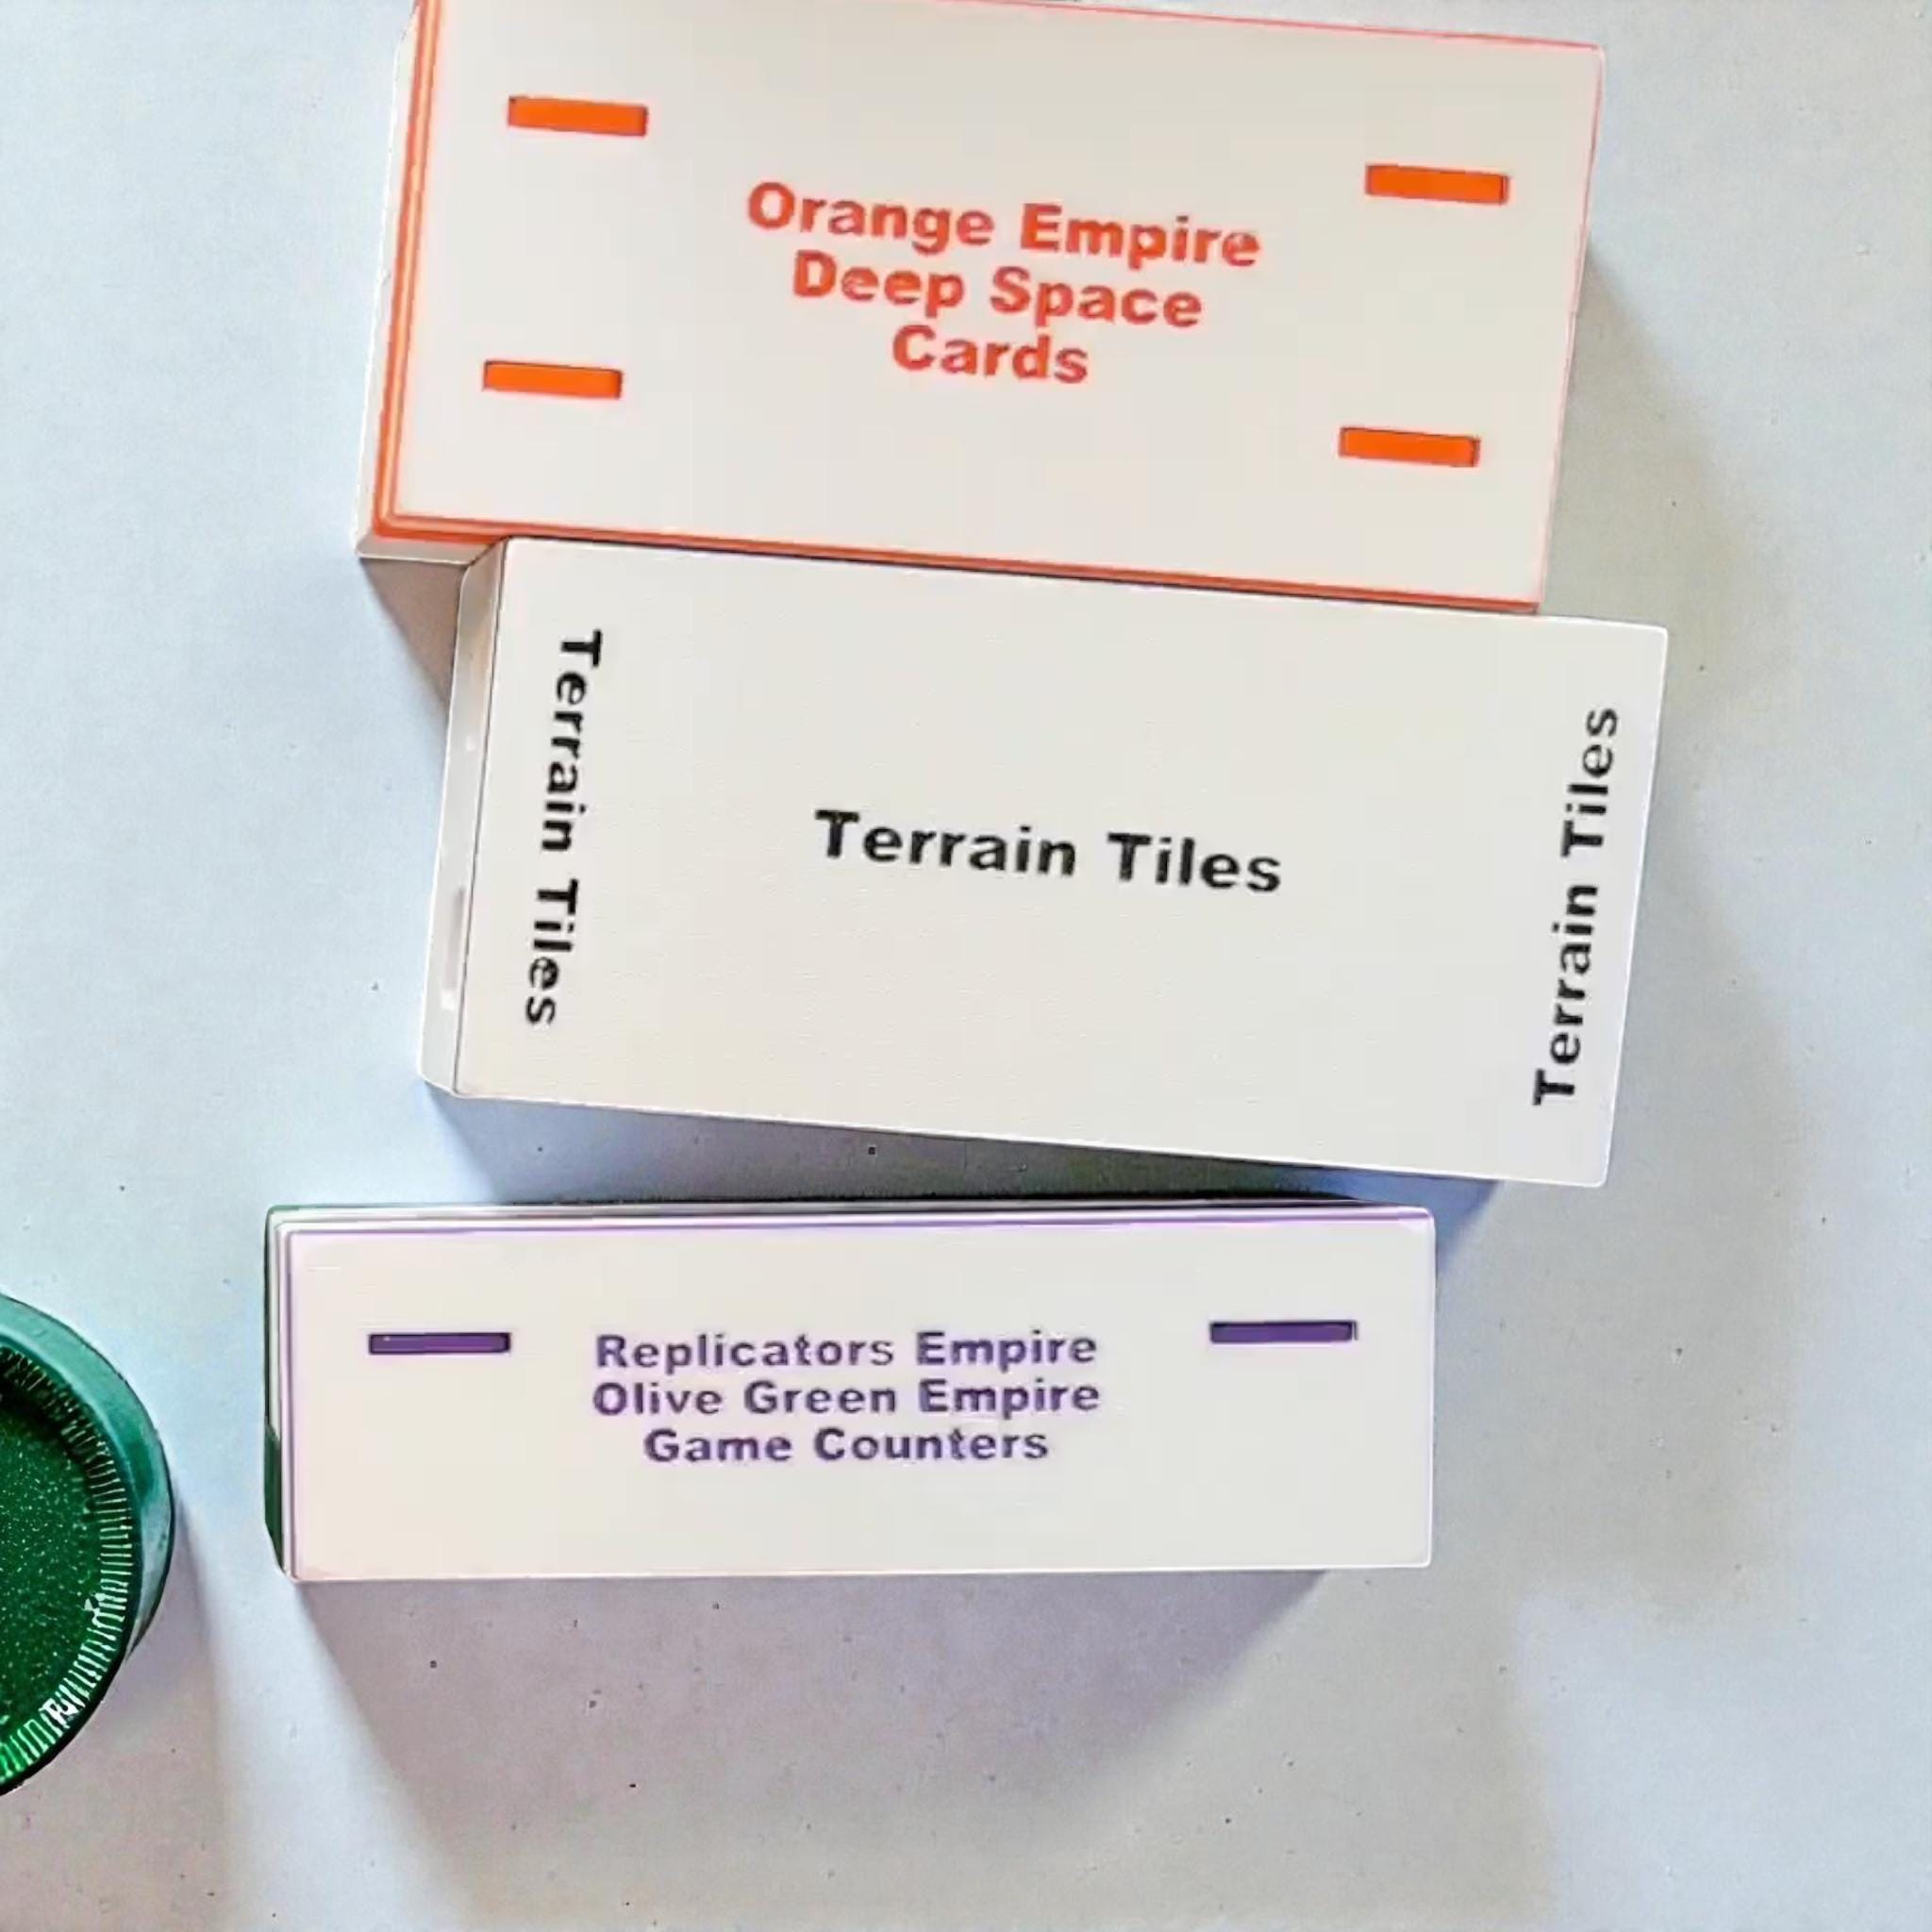 Orange Empire
Deep Space
Cards
Terrain Tiles
Terrain Tiles
Terrain Tiles
Replicators Empire
Olive Green Empire
Game Counters